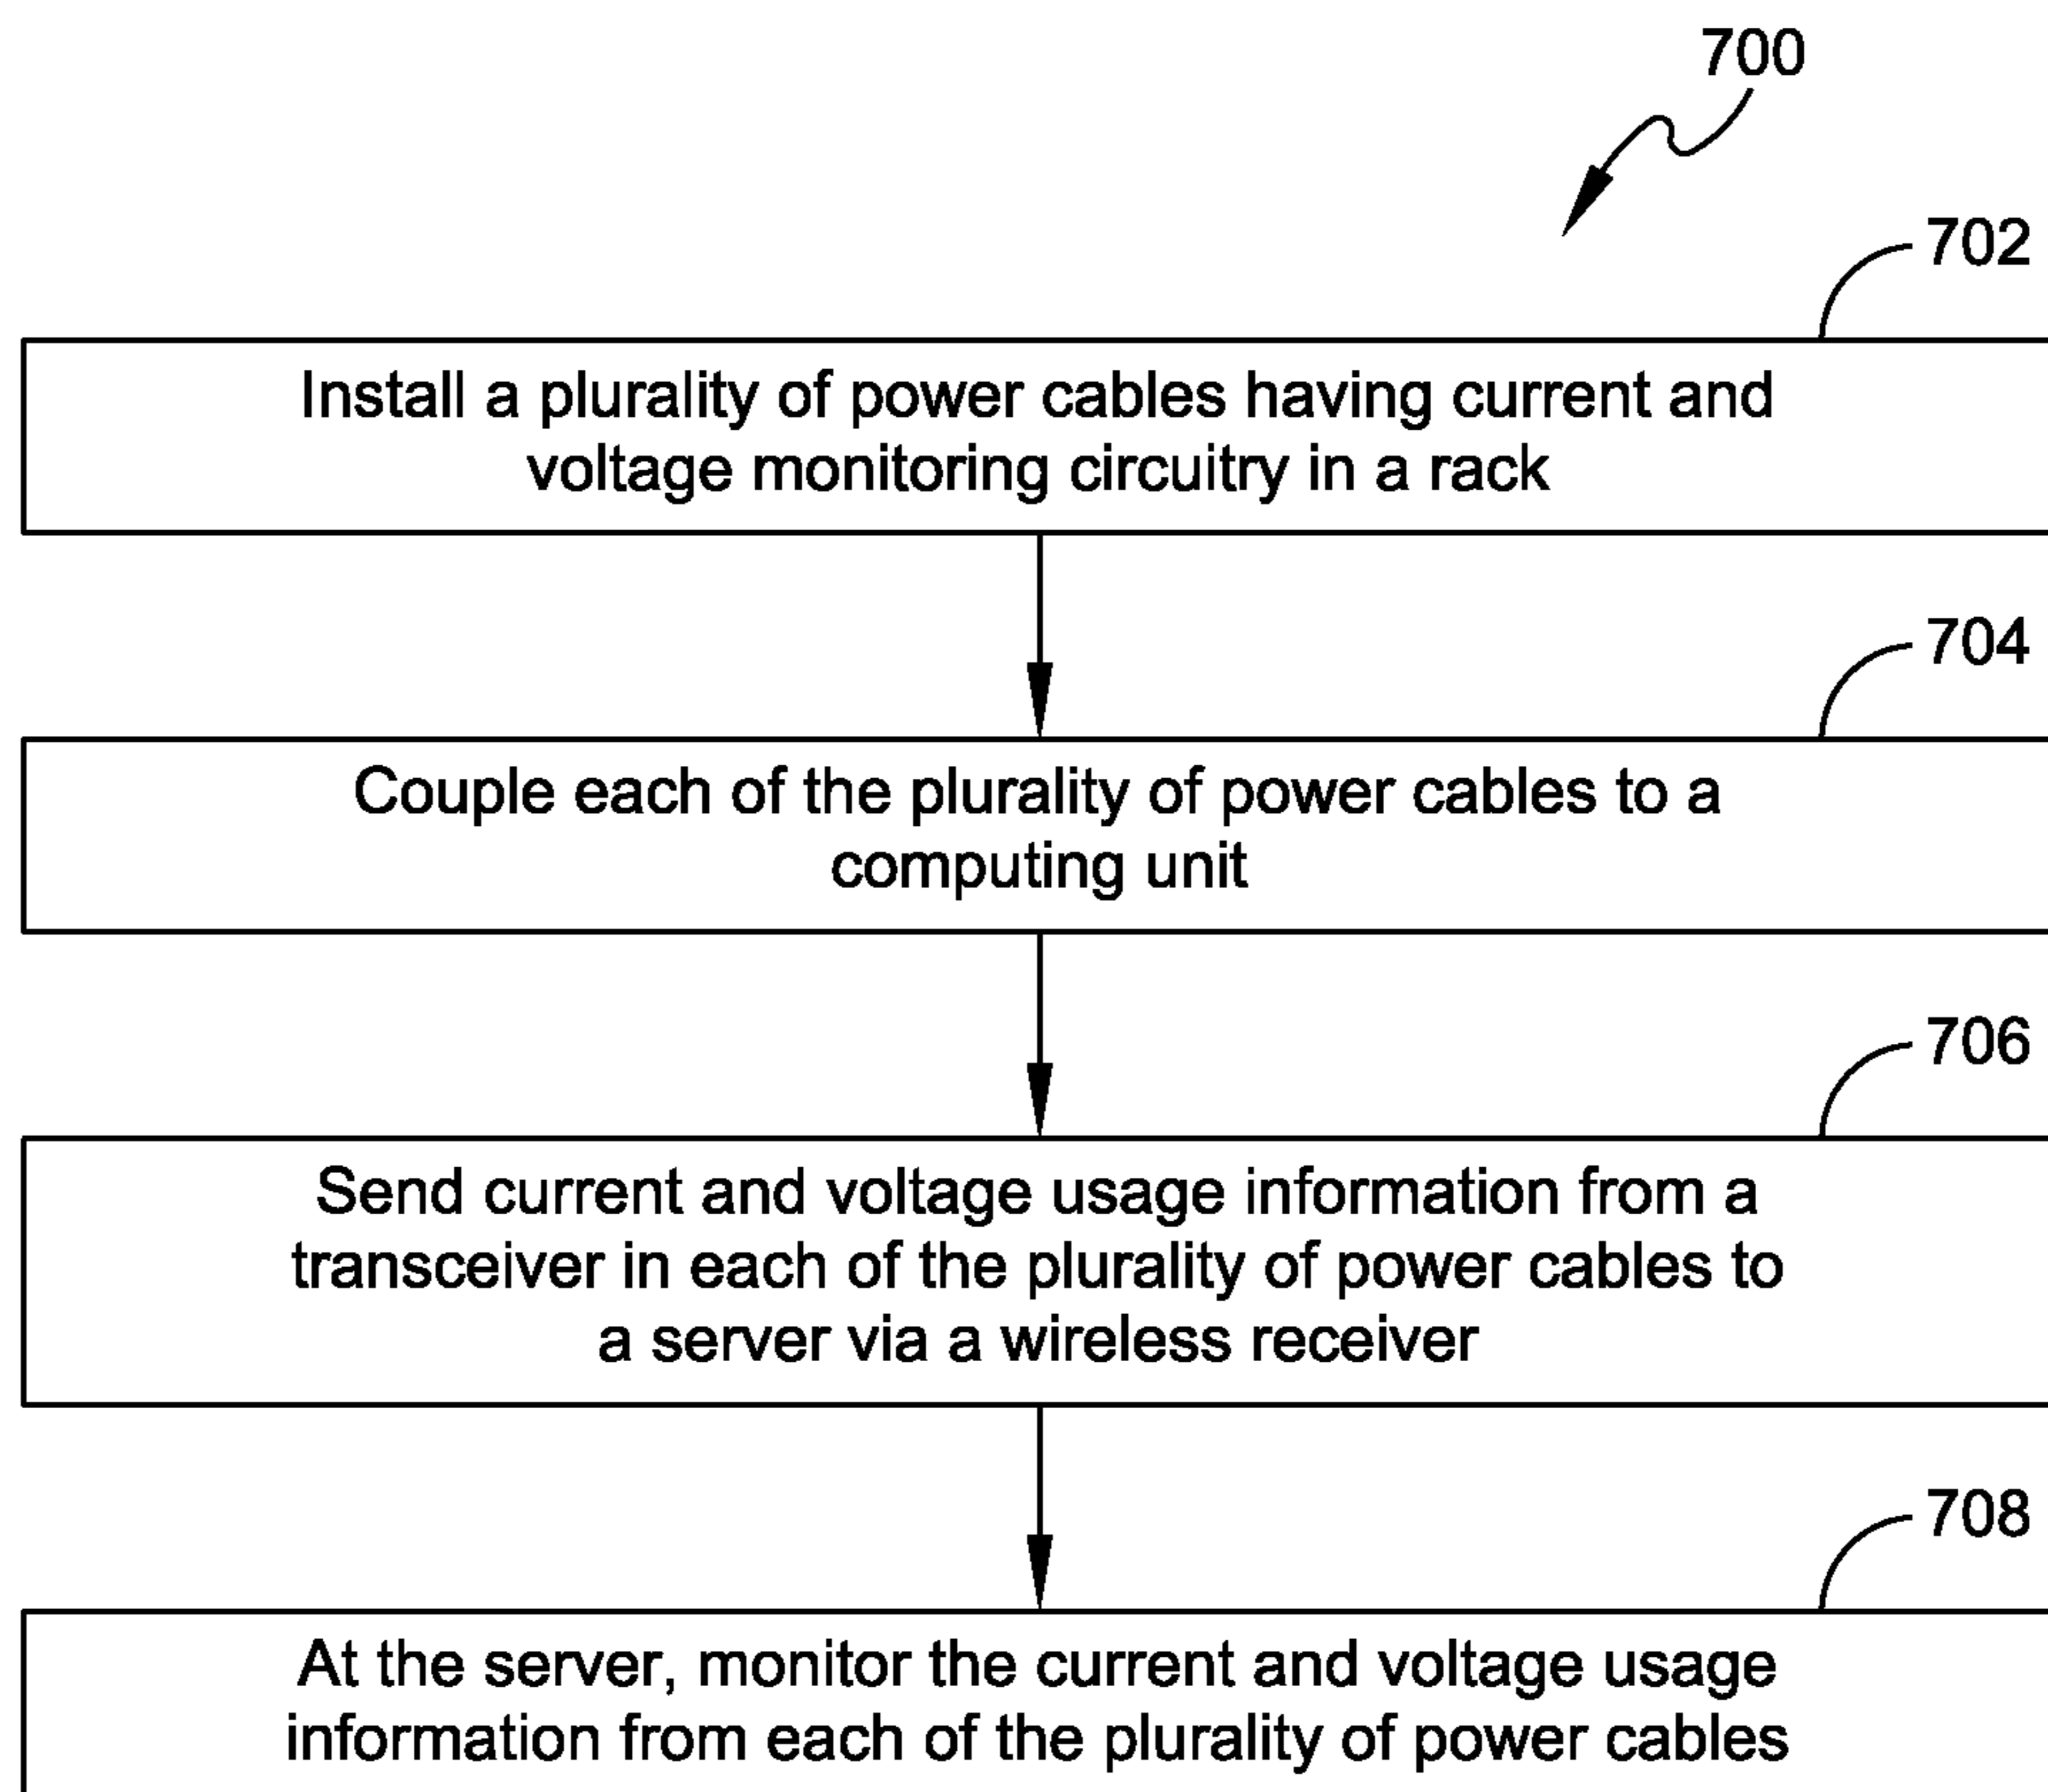 700
702
Install a plurality of power cables having current and
voltage monitoring circuitry in a rack
704
Couple each of the plurality of power cables to a
computing unit
706
Send current and voltage usage information from a
transceiver in each of the plurality of power cables to
a server via a wireless receiver
708
At the server, monitor the current and voltage usage
information from each of the plurality of power cables